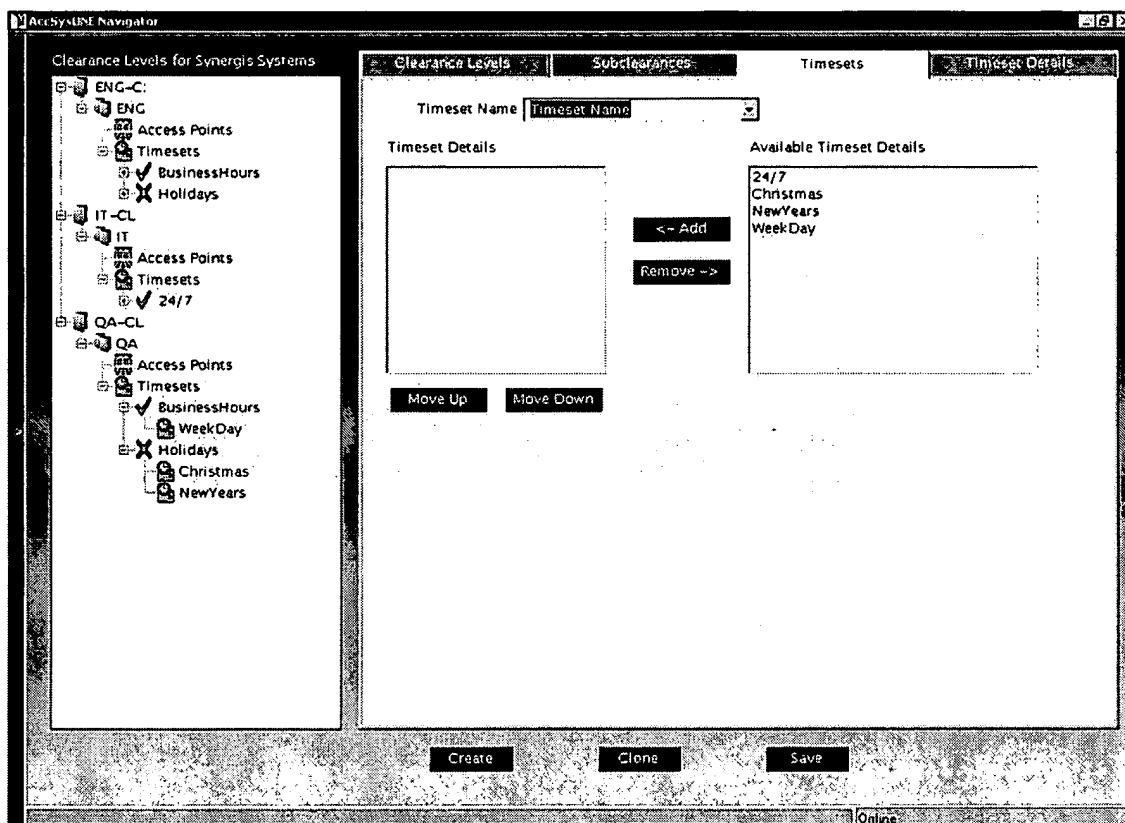 AccSysLINE Navigator
Clearance Levels for Synergis Systems
ENG-C:
ENG
Access Points
Timesets
BusinessHours
Holidays
IT-CL
IT
Access Points
Timesets
24/7
QA-CL
QA
Access Points
Timesets
BusinessHours
WeekDay
Holidays
Christmas
NewYears
Clearance Levels
Subclearances
Timesets
Timeset Details
Timeset Name
Timeset Name
Timeset Details
Available Timeset Details
24/7
Christmas
NewYears
WeekDay
<- Add
Remove ->
Move Up
Move Down
Create
Clone
Save
Online